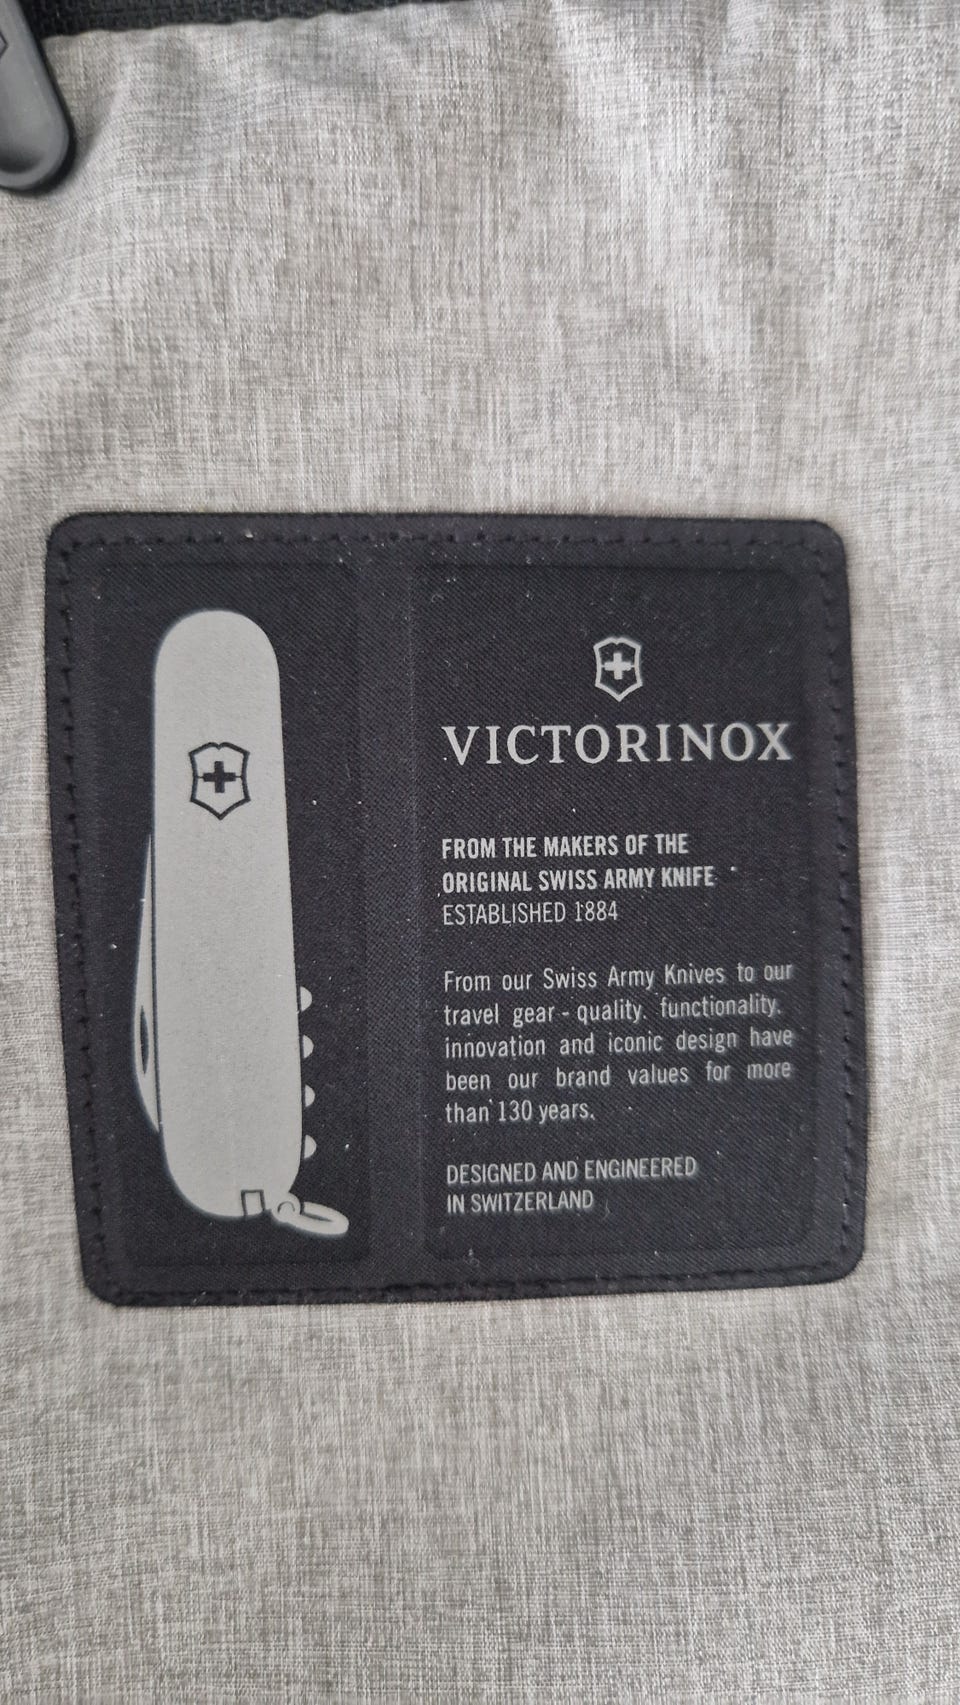 VICTORINOX
FROM THE MAKERS OF THE
ORIGINAL SWISS ARMY KNIFE
ESTABLISHED 1884
From our Swiss Army Knives to our
travel gear - quality, functionality,
innovation and iconic design have
been our brand values for more
than 130 years.
DESIGNED AND ENGINEERED
IN SWITZERLAND